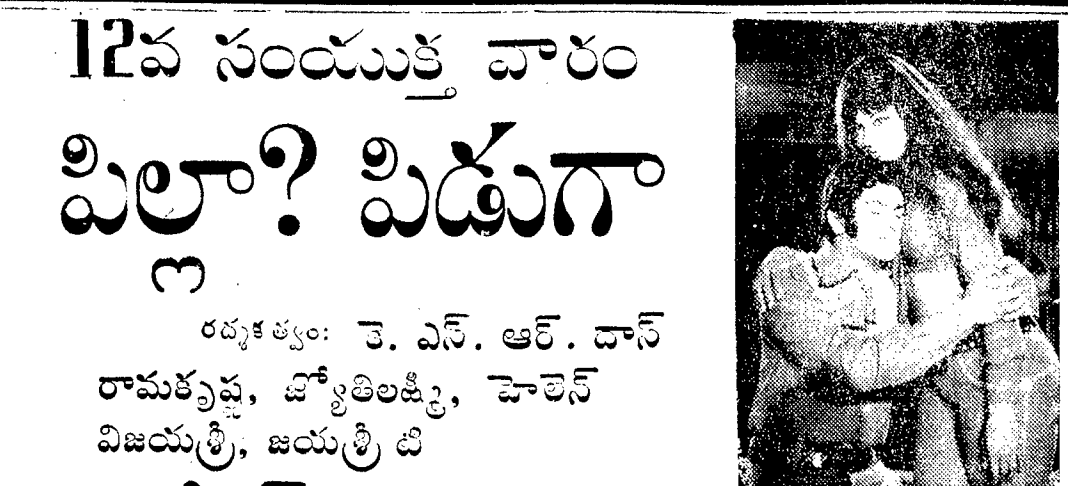 12వ సంయుక్త వారం
పిల్లా? పిడుగా
దర్శకత్వం: కె. ఎస్. ఆర్. దాస్
రామకృష్ణ, జ్యోతిలక్ష్మి, హెలెన్
విజయశ్రీ, జయశ్రీ టి